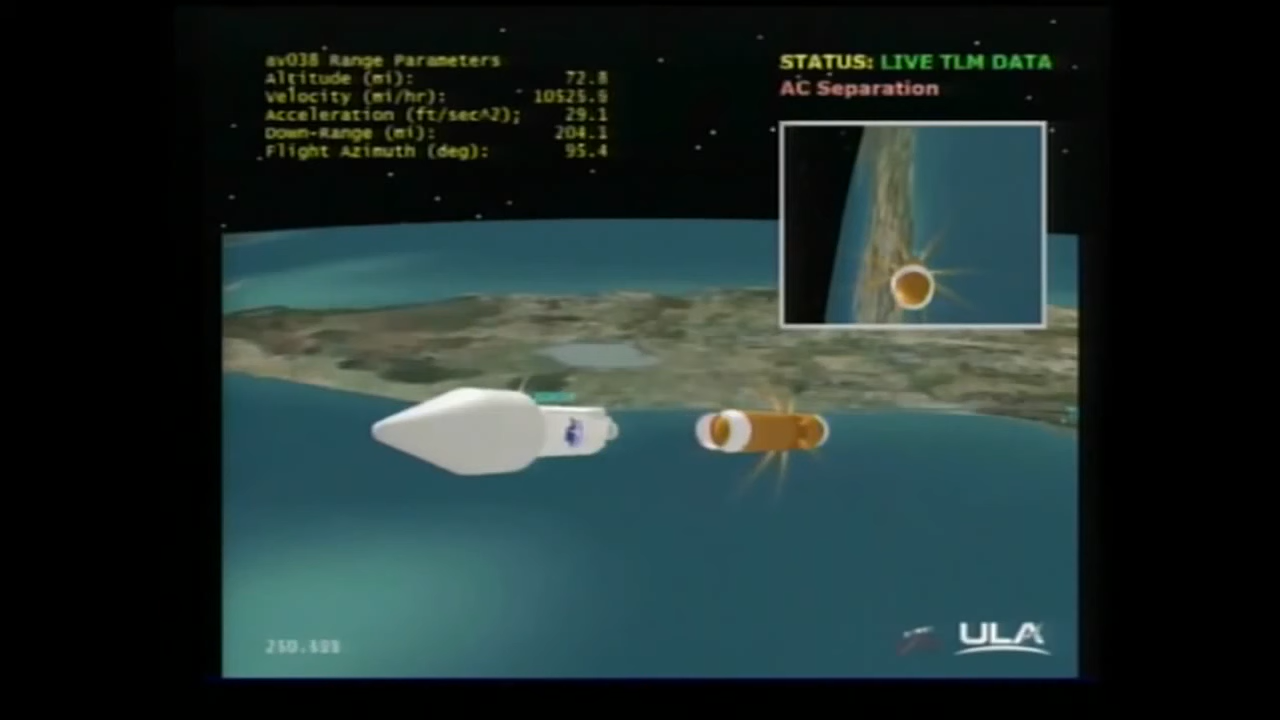 av038 Range Parameters
Altitude (mi): 72.8
Velocity (mi/hr): 10525.9
Acceleration (ft/sec^2); 29.1
Down-Range (mi): 204.1
Flight Azimuth (deg): 95.4
STATUS: LIVE TLM DATA
AC Separation
ULA